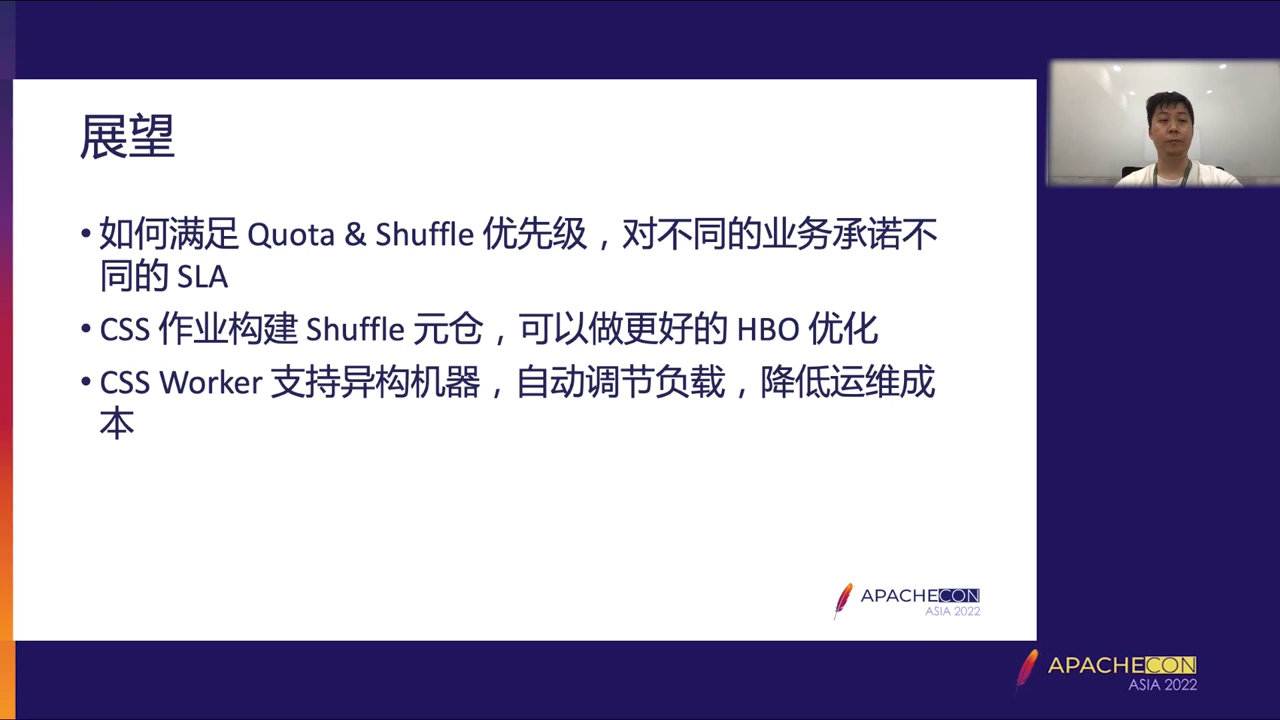 展望
• 如何满足 Quota & Shuffle 优先级，对不同的业务承诺不
同的 SLA
• CSS 作业构建 Shuffle 元仓，可以做更好的 HBO 优化
• CSS Worker 支持异构机器，自动调节负载，降低运维成
本
APACHECON
ASIA 2022
APACHECON
ASIA 2022